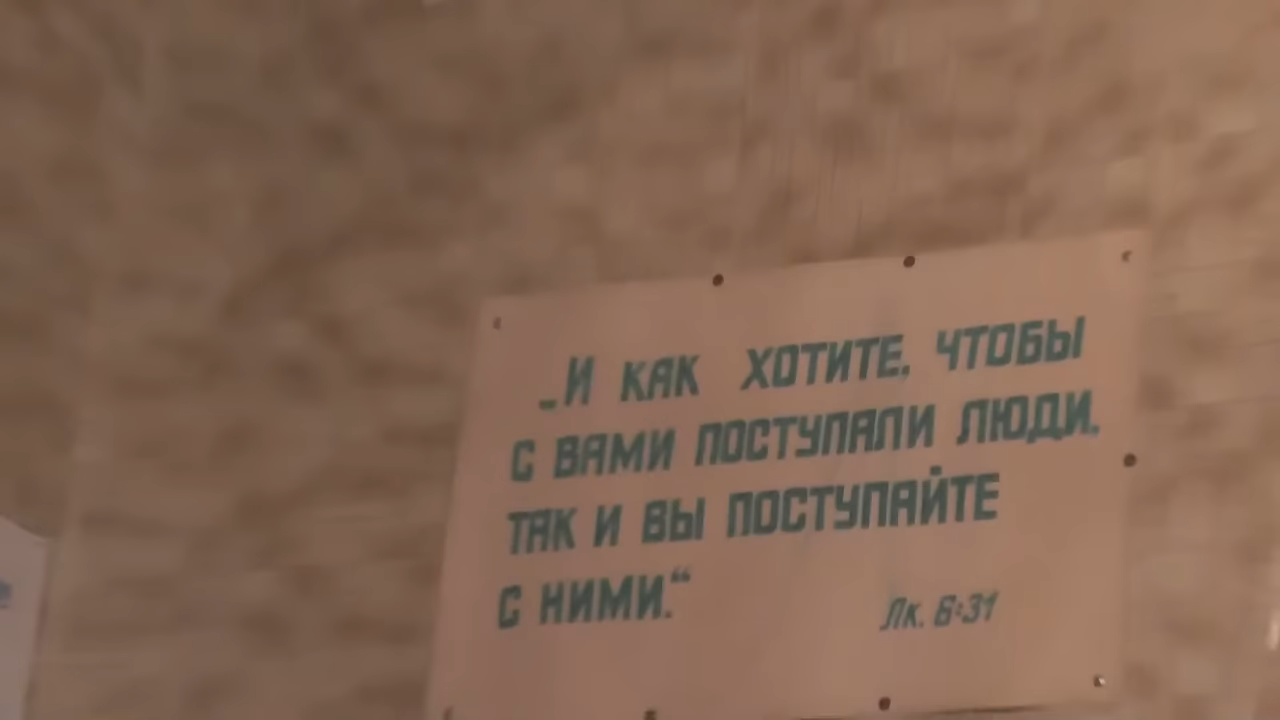 „И КАК ХОТИТЕ, ЧТОБЫ
С ВАМИ ПОСТУПАЛИ ЛЮДИ,
ТАК И ВЫ ПОСТУПАЙТЕ
С НИМИ.“
Лк. 6:31